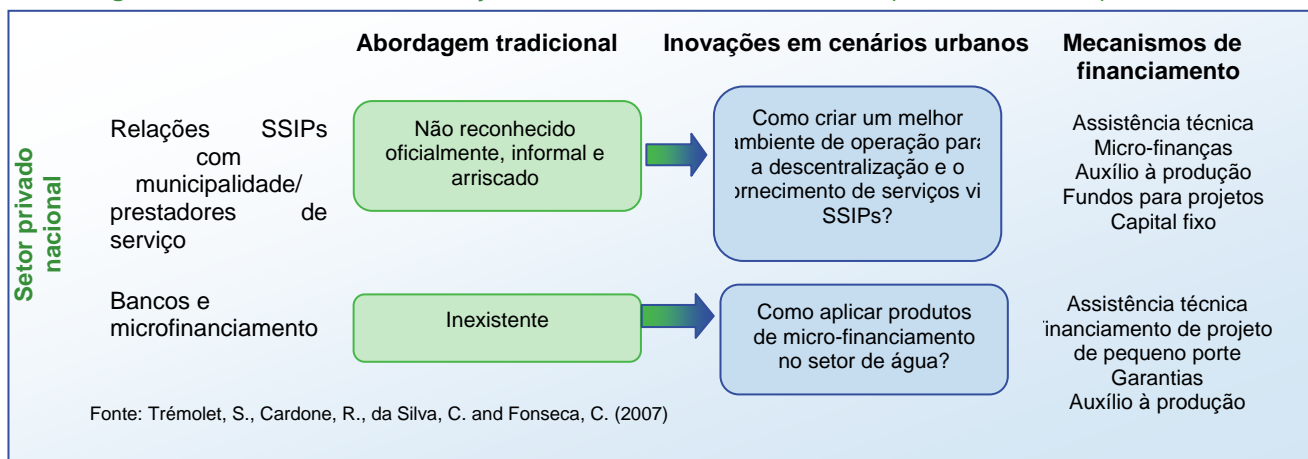 Abordagem tradicional
Inovações em cenários urbanos
Mecanismos de
financiamento
Setor privado
nacional
Relações SSIPs
com
municipalidade/
prestadores de
serviço
Não reconhecido
oficialmente, informal e
arriscado
Como criar um melhor
ambiente de operação para
a descentralização e o
ornecimento de serviços vi
SSIPs?
Assistência técnica
Micro-finanças
Auxílio à produção
Fundos para projetos
Capital fixo
Bancos e
microfinanciamento
Inexistente
Como aplicar produtos
de micro-financiamento
no setor de água?
Assistência técnica
inanciamento de projeto
de pequeno porte
Garantias
Auxílio à produção
Fonte: Trémolet, S., Cardone, R., da Silva, C. and Fonseca, C. (2007)